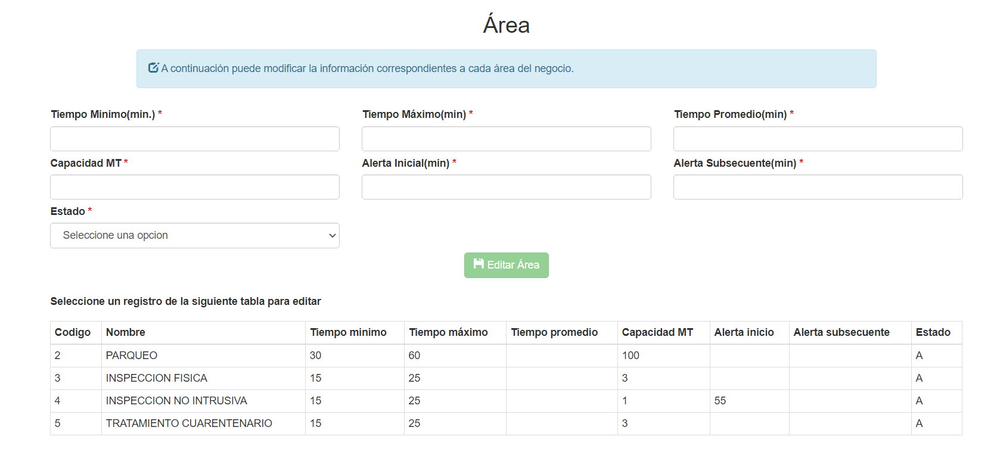 Área
A continuación puede modificar la información correspondientes a cada área del negocio.
Tiempo Minimo(min.) * Tiempo Máximo(min) * Tiempo Promedio(min) *
Capacidad MT * Alerta Inicial(min) * Alerta Subsecuente(min) *
Estado *
Seleccione una opcion
Editar Área
Seleccione un registro de la siguiente tabla para editar
Codigo Nombre Tiempo minimo Tiempo máximo Tiempo promedio Capacidad MT Alerta inicio Alerta subsecuente Estado
2 PARQUEO 30 60 100 A
3 INSPECCION FISICA 15 25 3 A
4 INSPECCION NO INTRUSIVA 15 25 1 55 A
5 TRATAMIENTO CUARENTENARIO 15 25 3 A